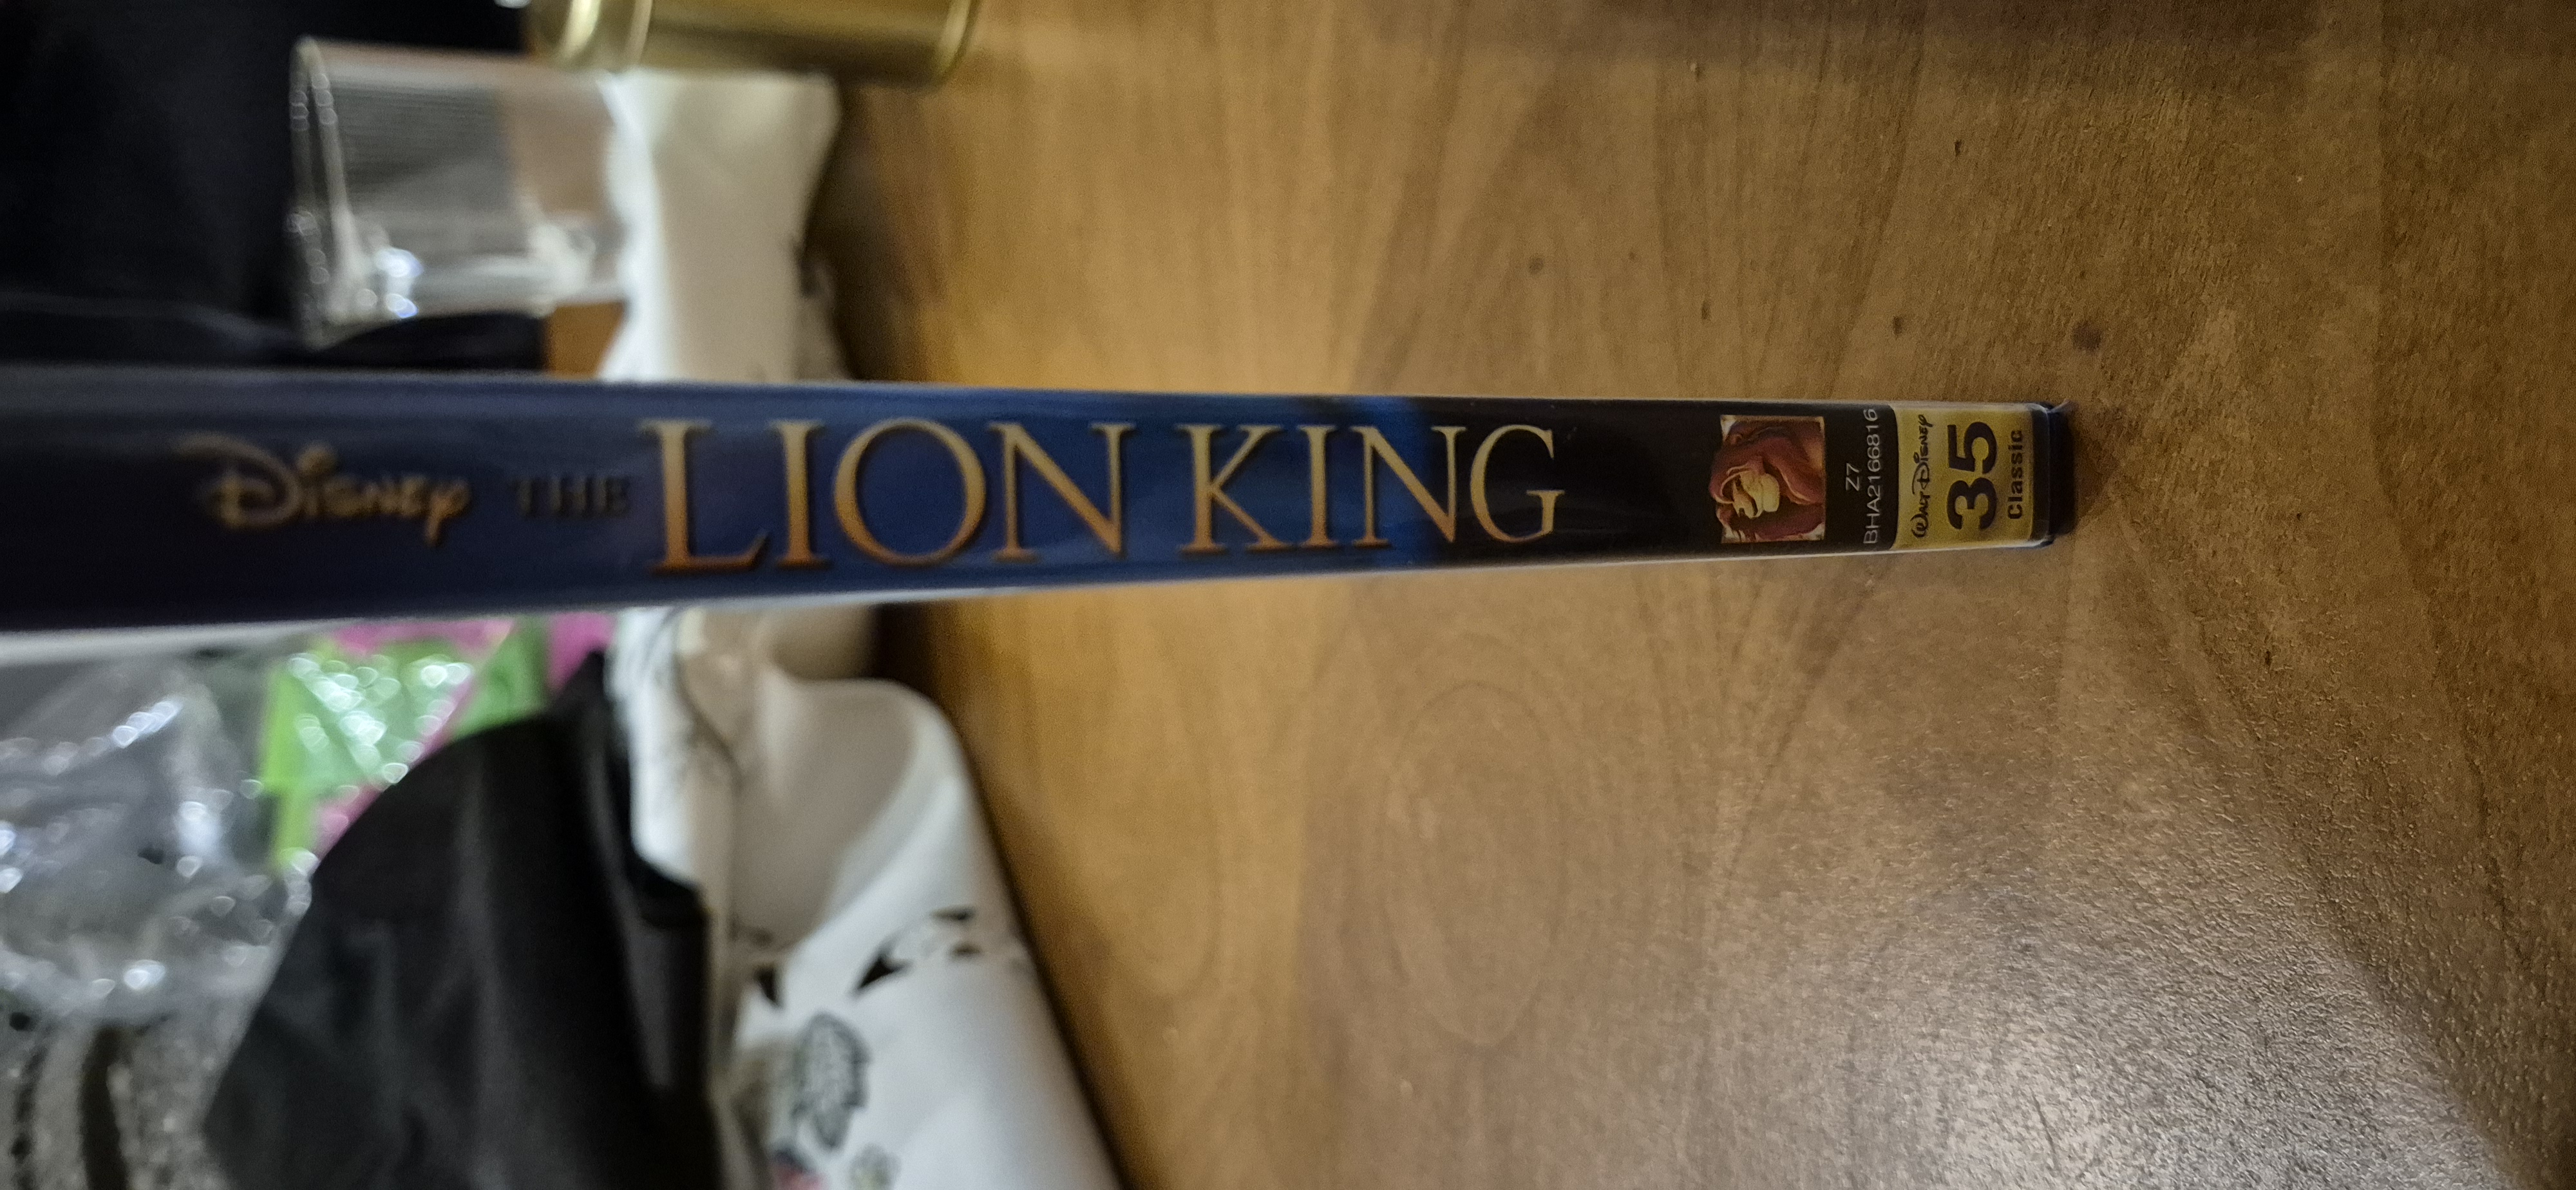 Disney THE LION KING
Z7
BHA2166816
WALT DISNEY
35
Classic